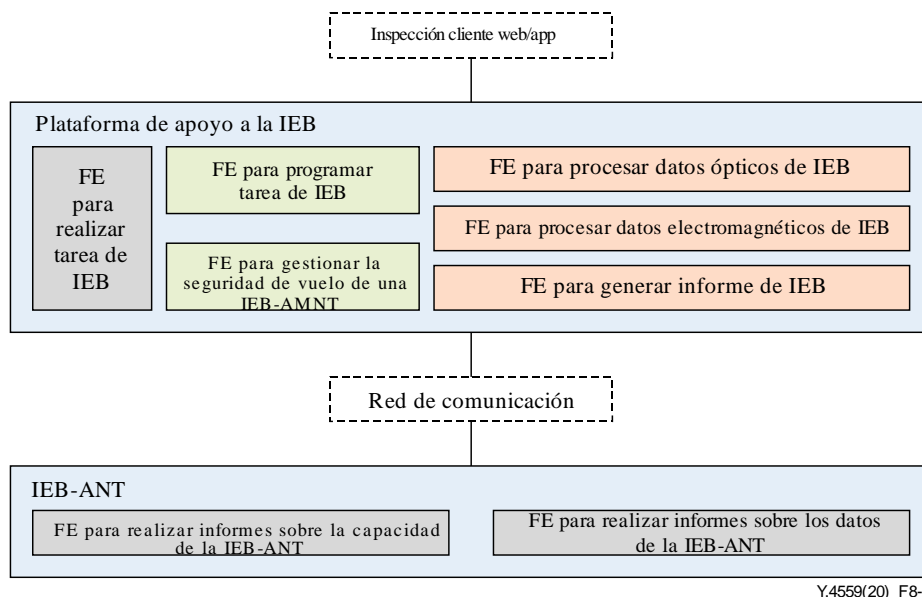 Inspección cliente web/app
Plataforma de apoyo a la IEB
FE
para
realizar
tarea de
IEB
FE para programar
tarea de IEB
FE para gestionar la
seguridad de vuelo de una
IEB-AMNT
FE para procesar datos ópticos de IEB
FE para procesar datos electromagnéticos de IEB
FE para generar informe de IEB
Red de comunicación
IEB-ANT
FE para realizar informes sobre la capacidad
de la IEB-ANT
FE para realizar informes sobre los datos
de la IEB-ANT
Y.4559(20)_F8-